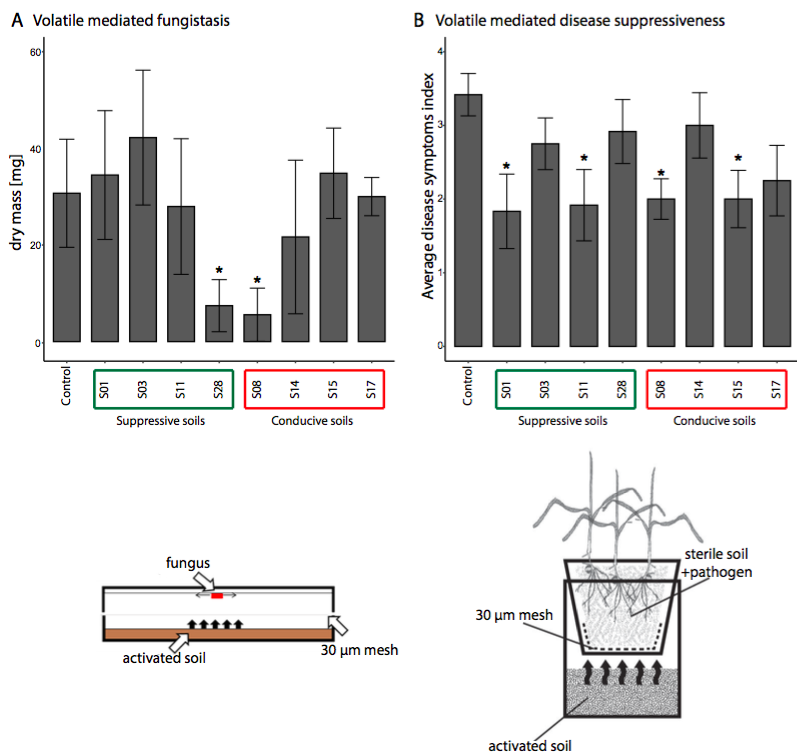 A Volatile mediated fungistasis
dry mass [mg]
60
40
20
0
*
*
Control
S01
S03
S11
S28
S08
S14
S15
S17
Suppressive soils
Conducive soils
B Volatile mediated disease suppressiveness
Average disease symptoms index
4
3
2
1
0
*
*
*
*
Control
S01
S03
S11
S28
S08
S14
S15
S17
Suppressive soils
Conducive soils
fungus
activated soil
30 µm mesh
sterile soil
+pathogen
30 µm mesh
activated soil